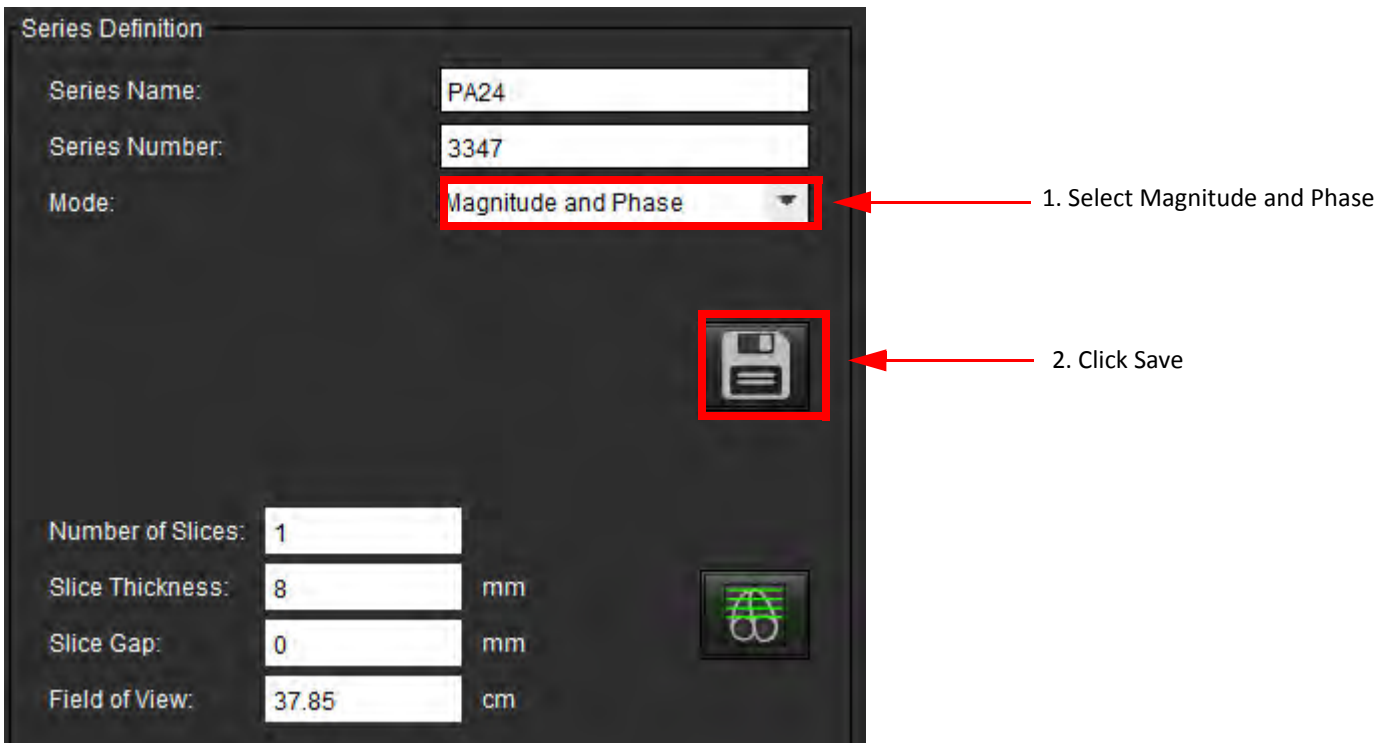 Series Definition
Series Name: PA24
Series Number: 3347
Mode: Magnitude and Phase
1. Select Magnitude and Phase
2. Click Save
Number of Slices: 1
Slice Thickness: 8 mm
Slice Gap: 0 mm
Field of View: 37.85 cm